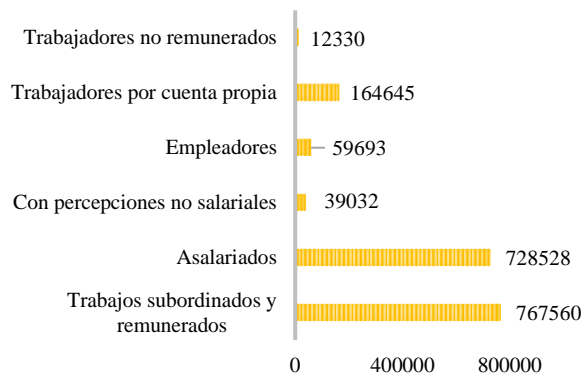 Trabajadores no remunerados 12330
Trabajadores por cuenta propia 164645
Empleadores 59693
Con percepciones no salariales 39032
Asalariados 728528
Trabajos subordinados y
remunerados 767560
0 400000 800000